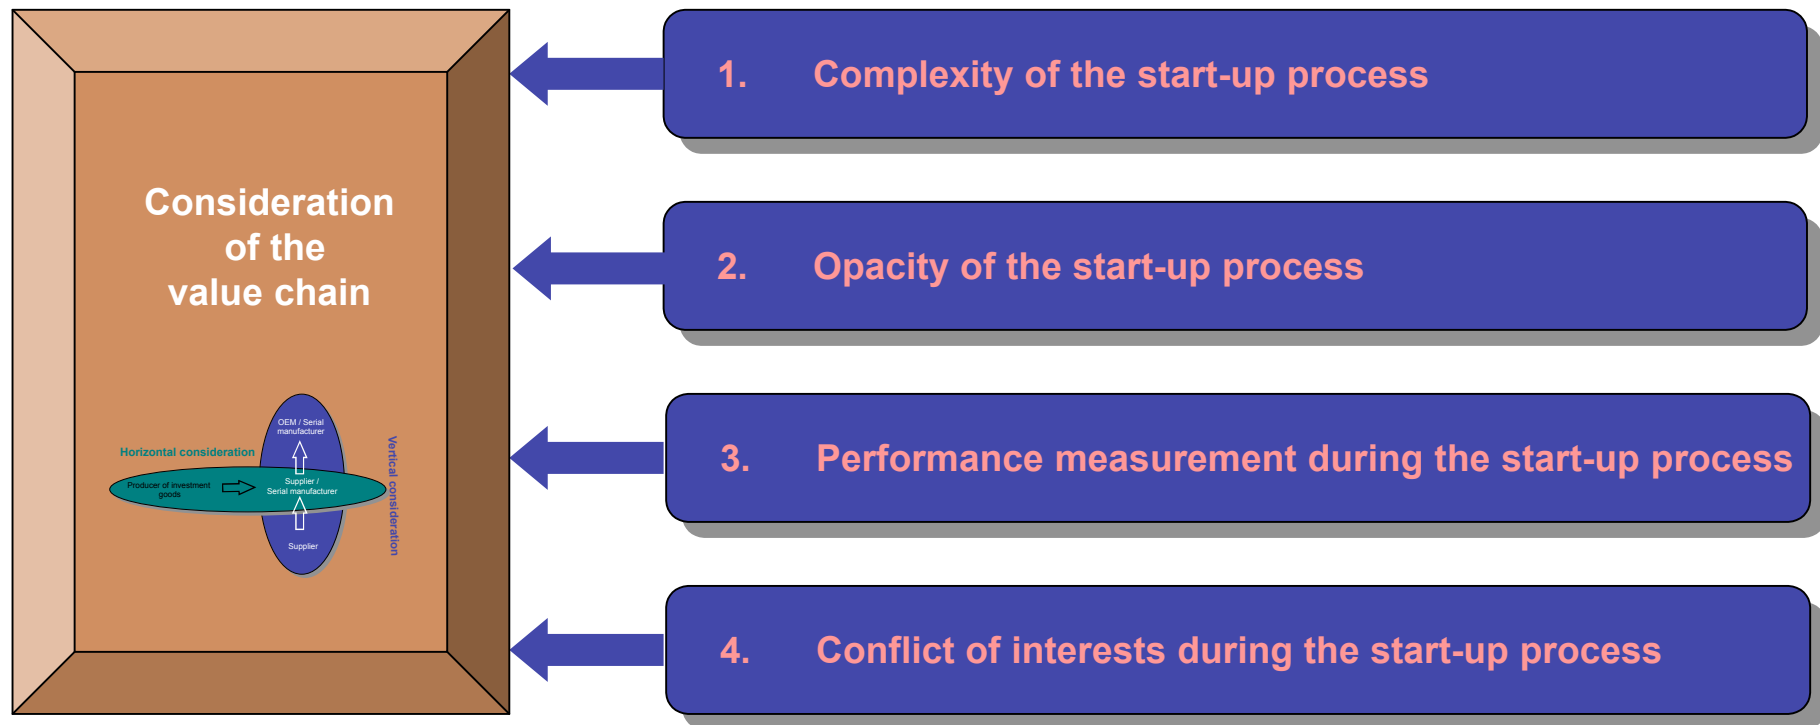 Consideration
of the
value chain
OEM / Serial
manufacturer
Horizontal consideration
Vertical consideration
Producer of investment
goods
Supplier /
Serial manufacturer
Supplier
1. Complexity of the start-up process
2. Opacity of the start-up process
3. Performance measurement during the start-up process
4. Conflict of interests during the start-up process